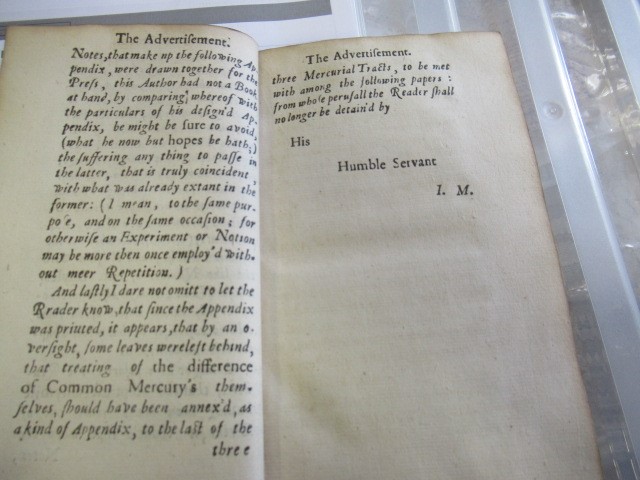 The Advertiſement.
Notes, that make up the following Ap-
pendix, were drawn together for the
Preſs, this Author had not a Book
at hand, by comparing whereof with
the particulars of his deſign'd Ap-
pendix, he might be ſure to avoid,
(what he now but hopes he hath,)
the ſuffering any thing to paſſe in
the latter, that is truly coincident,
with what was already extant in the
former: (I mean, to the ſame pur-
poſe, and on the ſame occaſion; for
otherwiſe an Experiment or Notion
may be more then once employ'd with-
out meer Repetition.)
And laſtly I dare not omitt to let the
Rrader know, that ſince the Appendix
was priuted, it appears, that by an o-
verſight, ſome leaves wereleft behind,
that treating of the difference
of Common Mercury's them-
ſelves, ſhould have been annex'd, as
a kind of Appendix, to the laſt of the
three
The Advertiſement.
three Mercurial Tracts, to be met
with among the following papers:
from whoſe peruſall the Reader ſhall
no longer be detain'd by
His
Humble Servant
I. M.